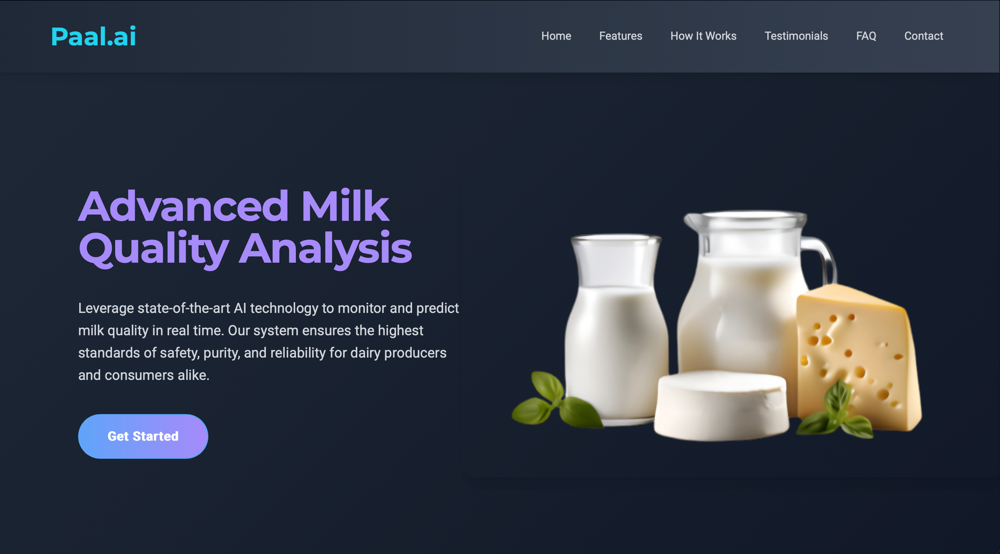 Paal.ai
Home Features How It Works Testimonials FAQ Contact
Advanced Milk
Quality Analysis
Leverage state-of-the-art AI technology to monitor and predict
milk quality in real time. Our system ensures the highest
standards of safety, purity, and reliability for dairy producers
and consumers alike.
Get Started